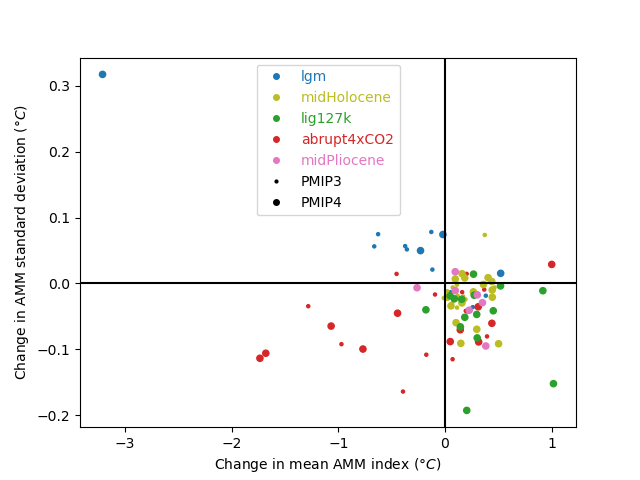 lgm
midHolocene
lig127k
abrupt4xCO2
midPliocene
PMIP3
PMIP4
Change in AMM standard deviation (°C)
0.3
0.2
0.1
0.0
−0.1
−0.2
−3 −2 −1 0 1
Change in mean AMM index (°C)